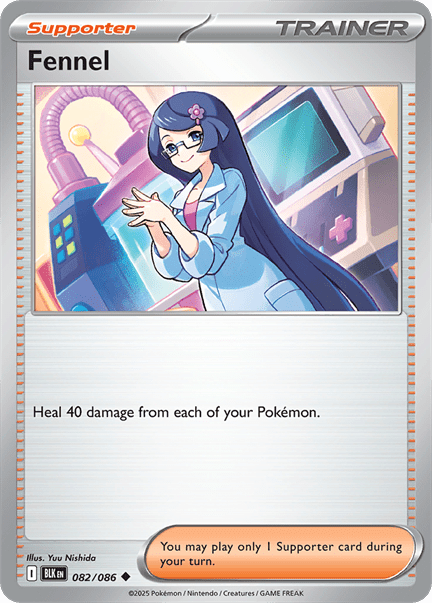 Supporter
TRAINER
Fennel
Heal 40 damage from each of your Pokémon.
Illus. Yuu Nishida
You may play only 1 Supporter card during
your turn.
I BLK EN 082/086 ◆
©2025 Pokémon / Nintendo / Creatures / GAME FREAK